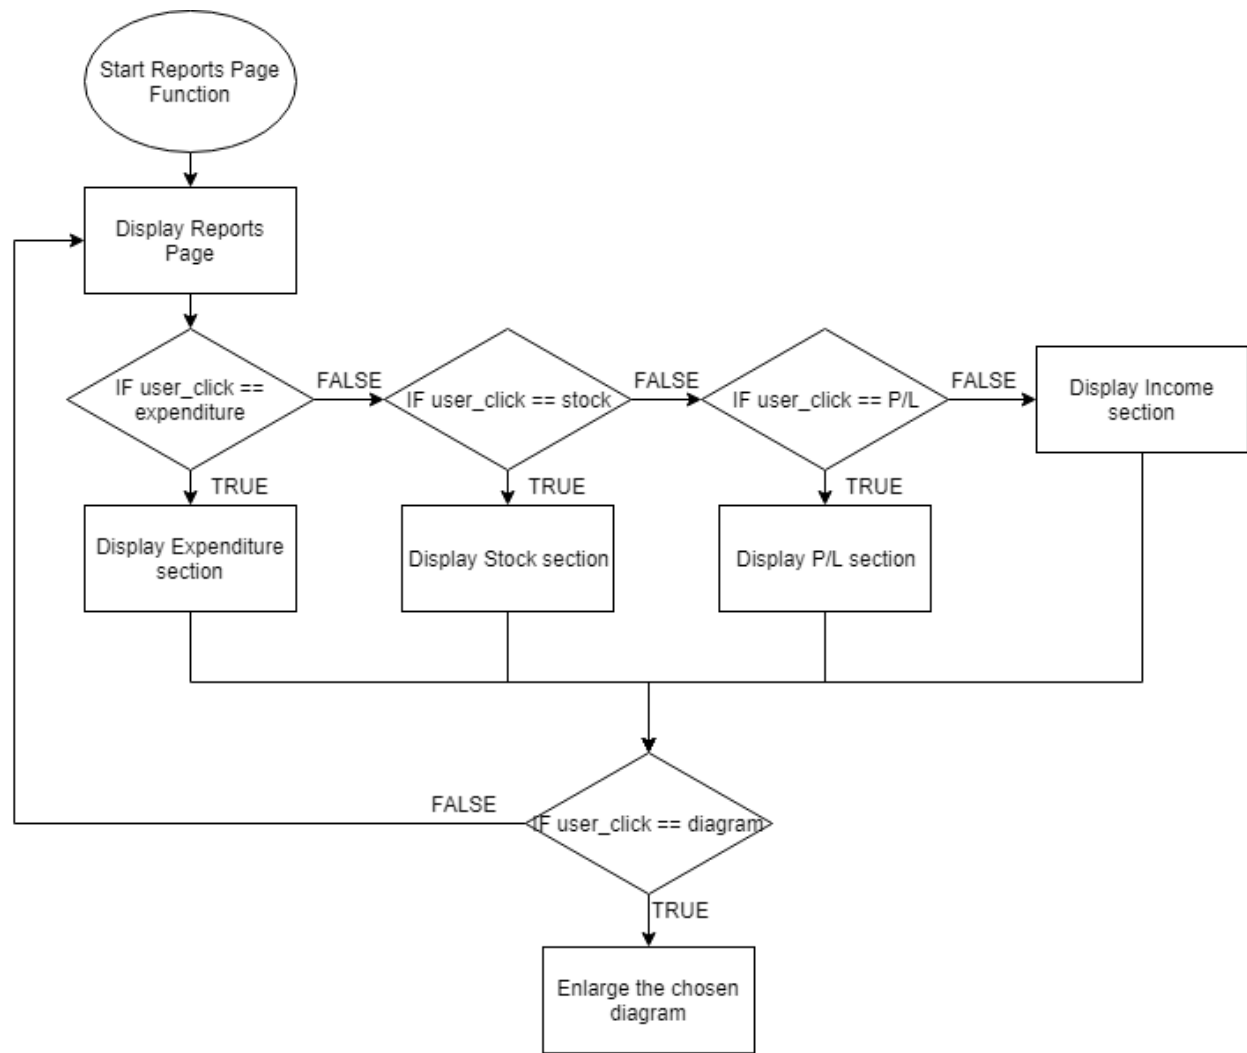 Start Reports Page
Function
Display Reports
Page
IF user_click ==
expenditure
FALSE
IF user_click == stock
FALSE
IF user_click == P/L
FALSE
Display Income
section
TRUE
TRUE
TRUE
Display Expenditure
section
Display Stock section
Display P/L section
FALSE
IF user_click == diagram
TRUE
Enlarge the chosen
diagram